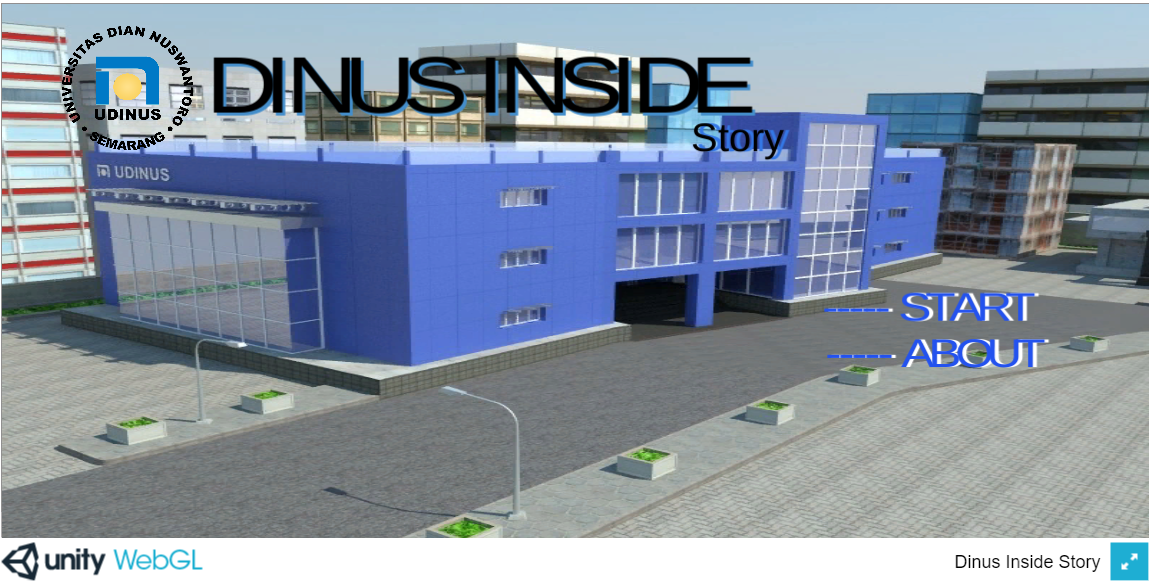 UNIVERSITAS DIAN NUSWANTORO
UDINUS
• SEMARANG •
DINUS INSIDE
Story
UDINUS
START
ABOUT
unity WebGL
Dinus Inside Story